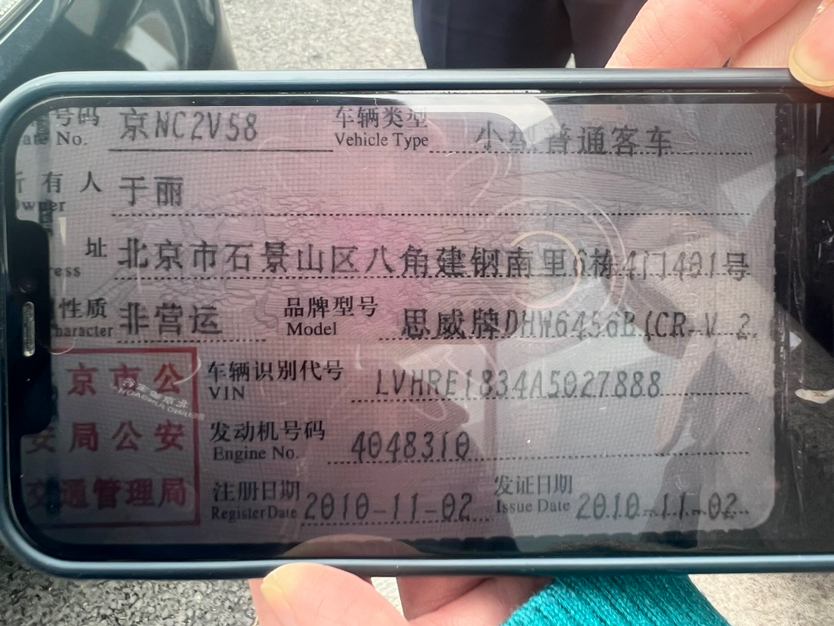 号码 京NC2V58 车辆类型 小型普通客车
Plate No. Vehicle Type
所有人 于丽
Owner
址 北京市石景山区八角建钢南里6栋4门401号
ress
性质 非营运 品牌型号 思威牌DHW6456B(CR-V 2.
haracter Model
京市公 车辆识别代号 LVHRE1834A5027888
VIN
安局公安 发动机号码 4048310
Engine No.
交通管理局 注册日期 2010-11-02 发证日期 2010-11-02
Register Date Issue Date